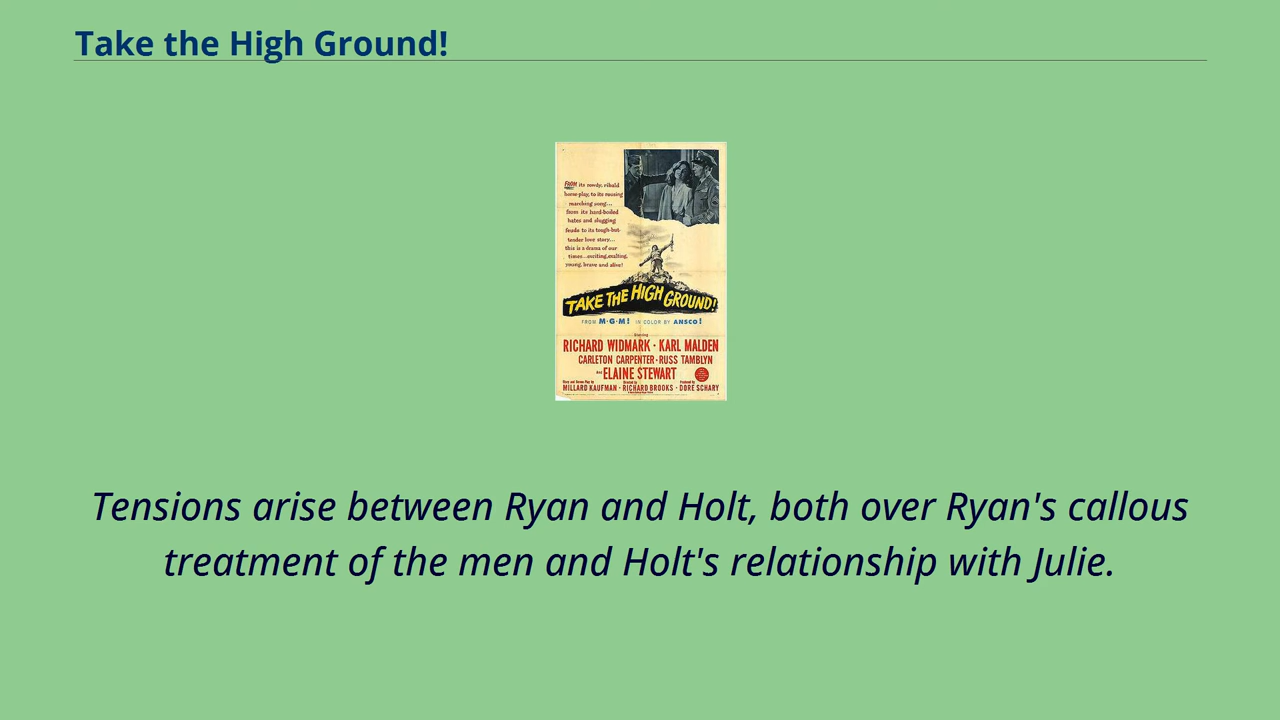 Take the High Ground!
FROM its rowdy, ribald
horse-play, to its rousing
marching song...
from its hard-boiled
hates and slugging
feuds to its tough-but-
tender love story...
this is a drama of our
times...exciting, exalting,
young, brave and alive!
TAKE THE HIGH GROUND!
FROM M-G-M! IN COLOR BY ANSCO!
Starring
RICHARD WIDMARK · KARL MALDEN
CARLETON CARPENTER · RUSS TAMBLYN
and ELAINE STEWART
MILLARD KAUFMAN · RICHARD BROOKS · DORE SCHARY
Tensions arise between Ryan and Holt, both over Ryan's callous
treatment of the men and Holt's relationship with Julie.